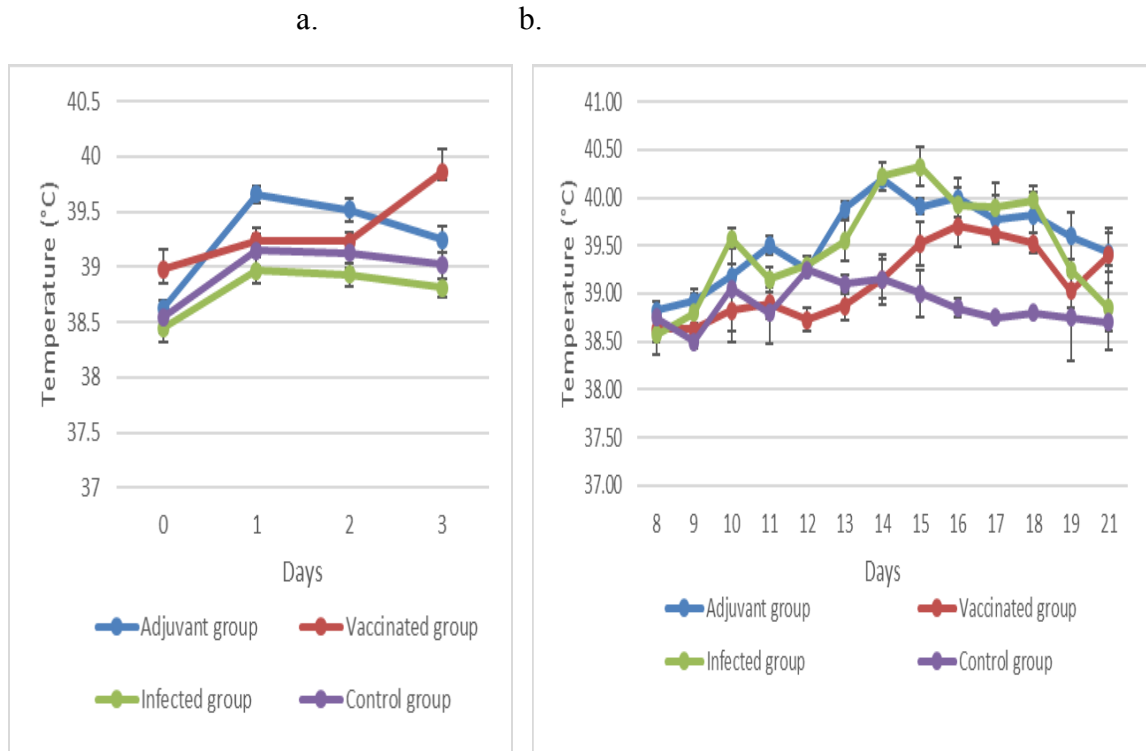 a. b.
40.5
40
39.5
39
38.5
38
37.5
37
Temperature (°C)
0 1 2 3
Days
Adjuvant group Vaccinated group
Infected group Control group
41.00
40.50
40.00
39.50
39.00
38.50
38.00
37.50
37.00
Temperature (°C)
8 9 10 11 12 13 14 15 16 17 18 19 21
Days
Adjuvant group Vaccinated group
Infected group Control group